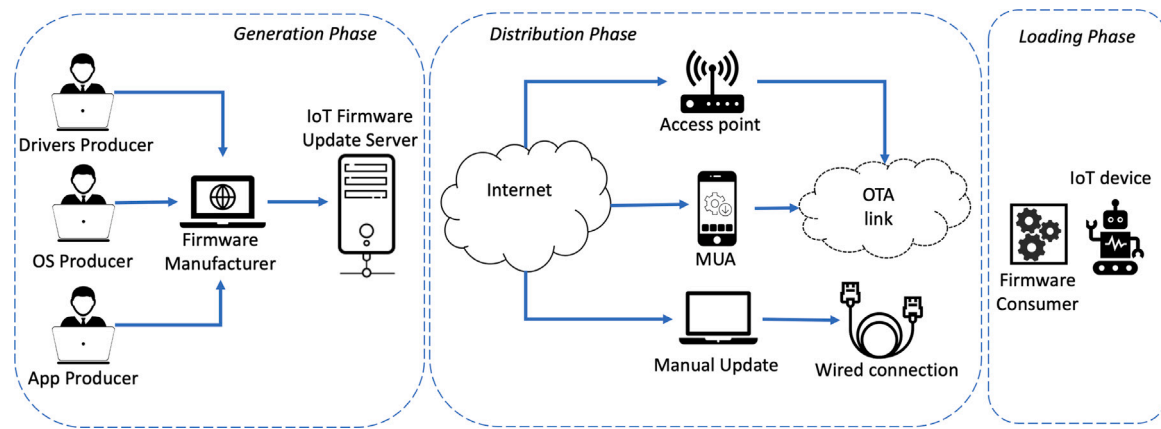 Generation Phase
Drivers Producer
OS Producer
App Producer
Firmware
Manufacturer
IoT Firmware
Update Server
Distribution Phase
Internet
Access point
MUA
Manual Update
OTA
link
Wired connection
Loading Phase
IoT device
Firmware
Consumer